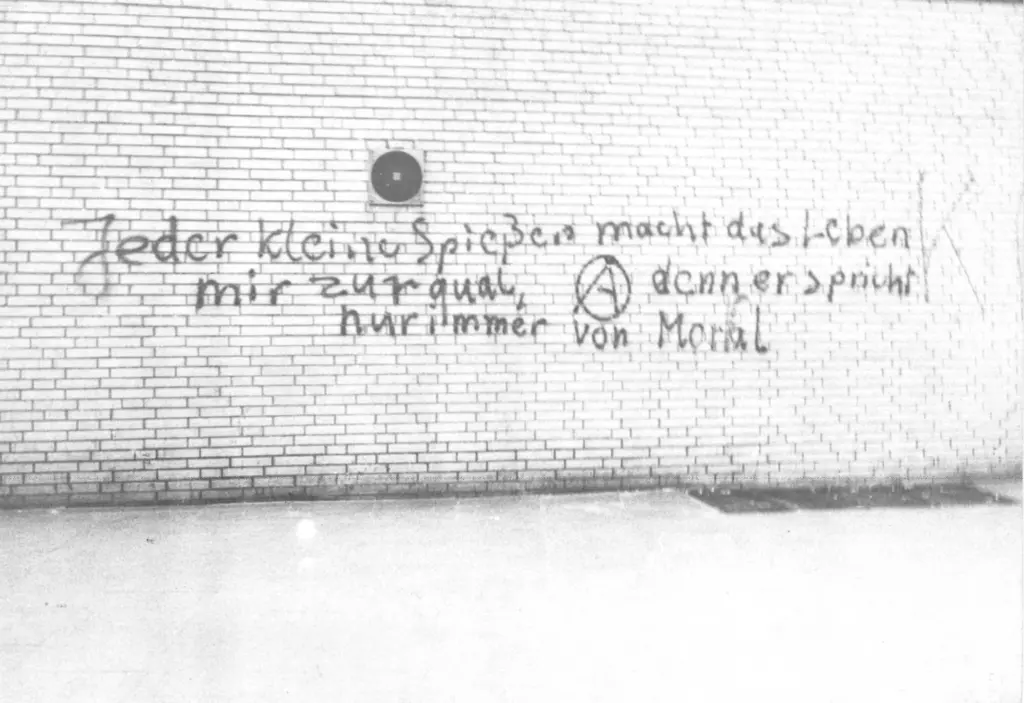 Jeder kleine Spießer macht das Leben
mir zur qual, Ⓐ denn er spricht
nur immer von Moral